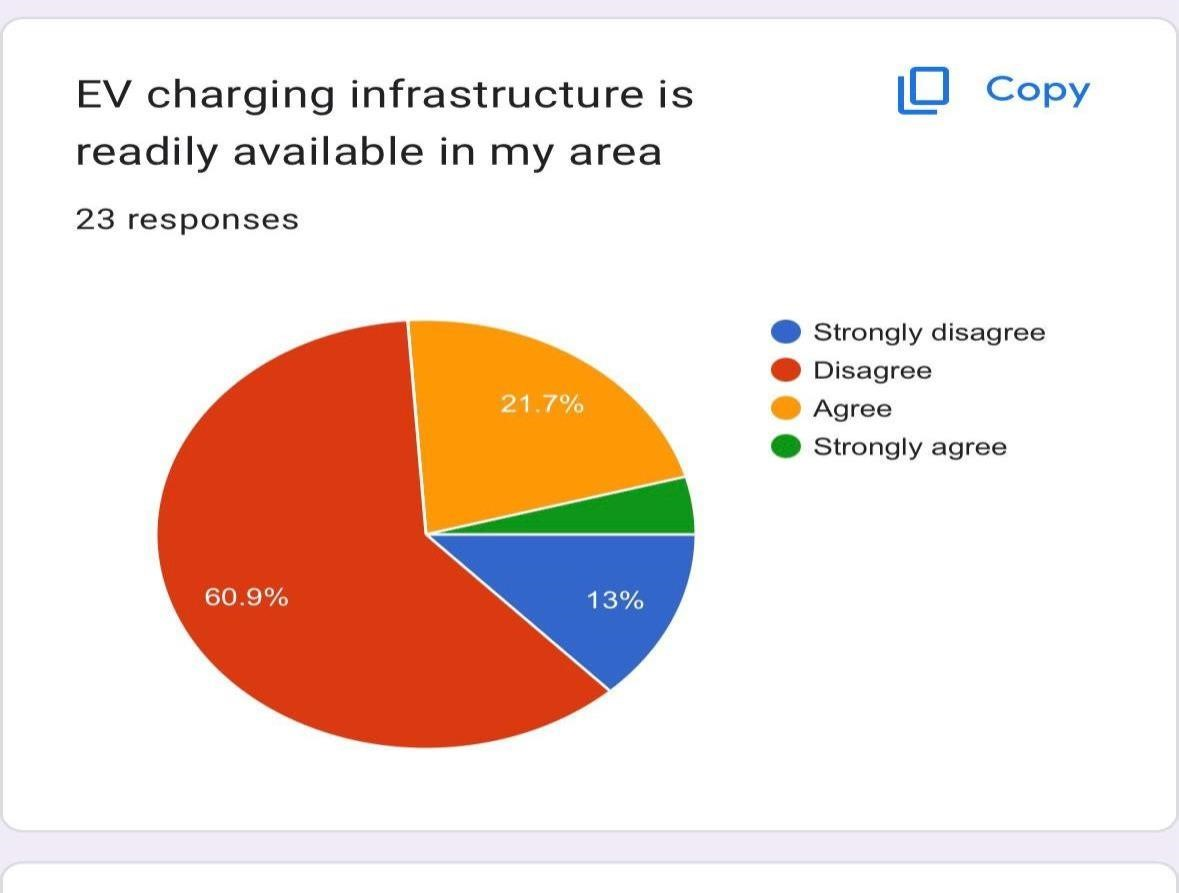 EV charging infrastructure is
readily available in my area
Copy
23 responses
21.7%
60.9%
13%
Strongly disagree
Disagree
Agree
Strongly agree